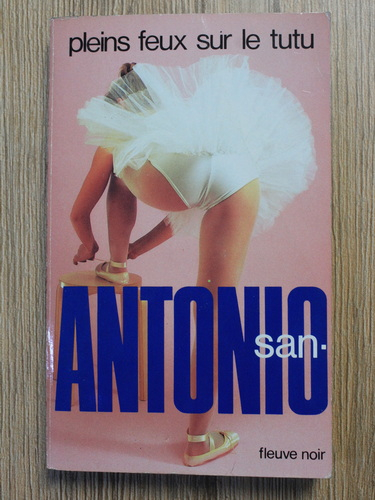 pleins feux sur le tutu
san-
ANTONIO
fleuve noir